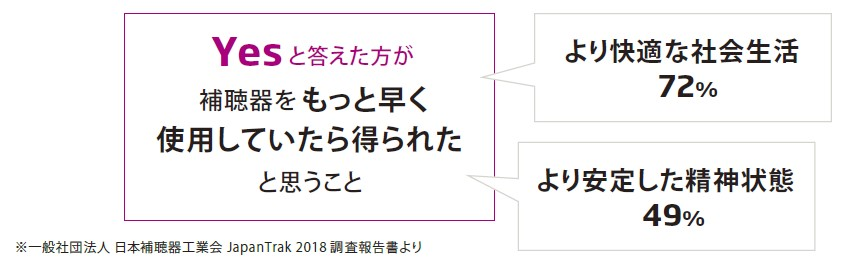 Yesと答えた方が
補聴器をもっと早く
使用していたら得られた
と思うこと
より快適な社会生活
72%
より安定した精神状態
49%
※一般社団法人 日本補聴器工業会 JapanTrak 2018 調査報告書より